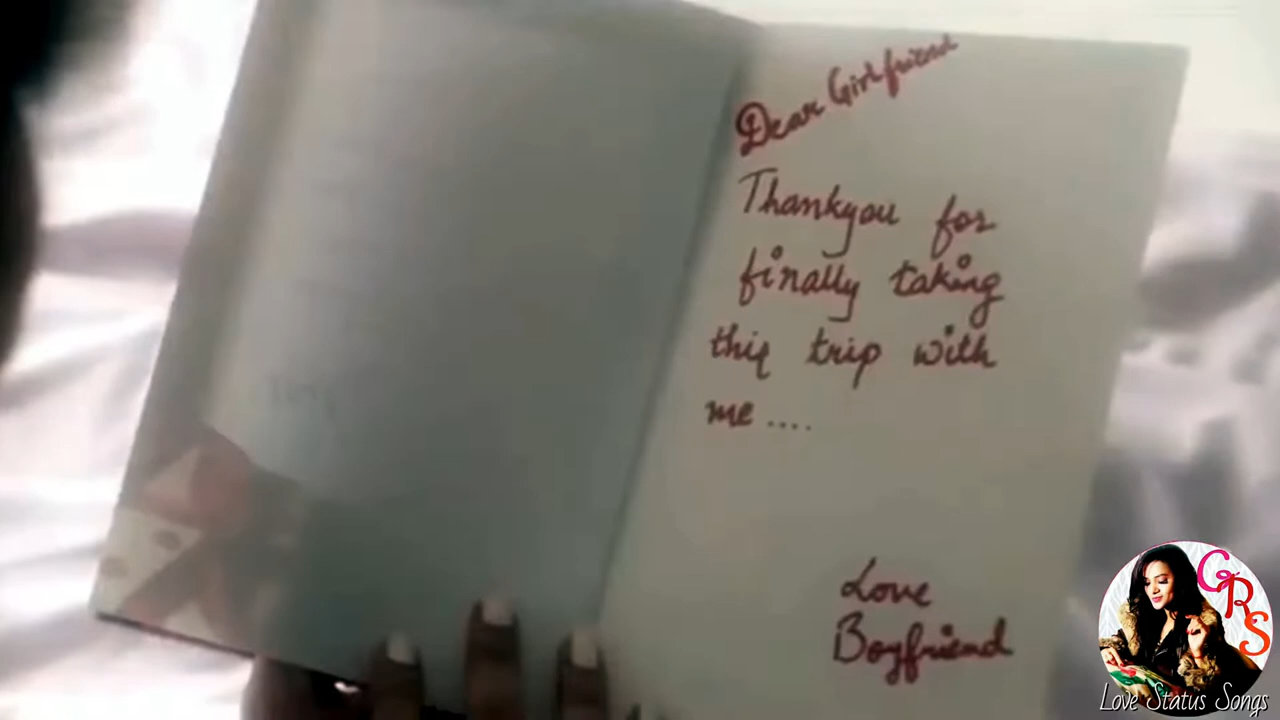 Dear Girlfriend
Thankyou for
finally taking
this trip with
me ....
Love
Boyfriend
GRS
Love Status Songs